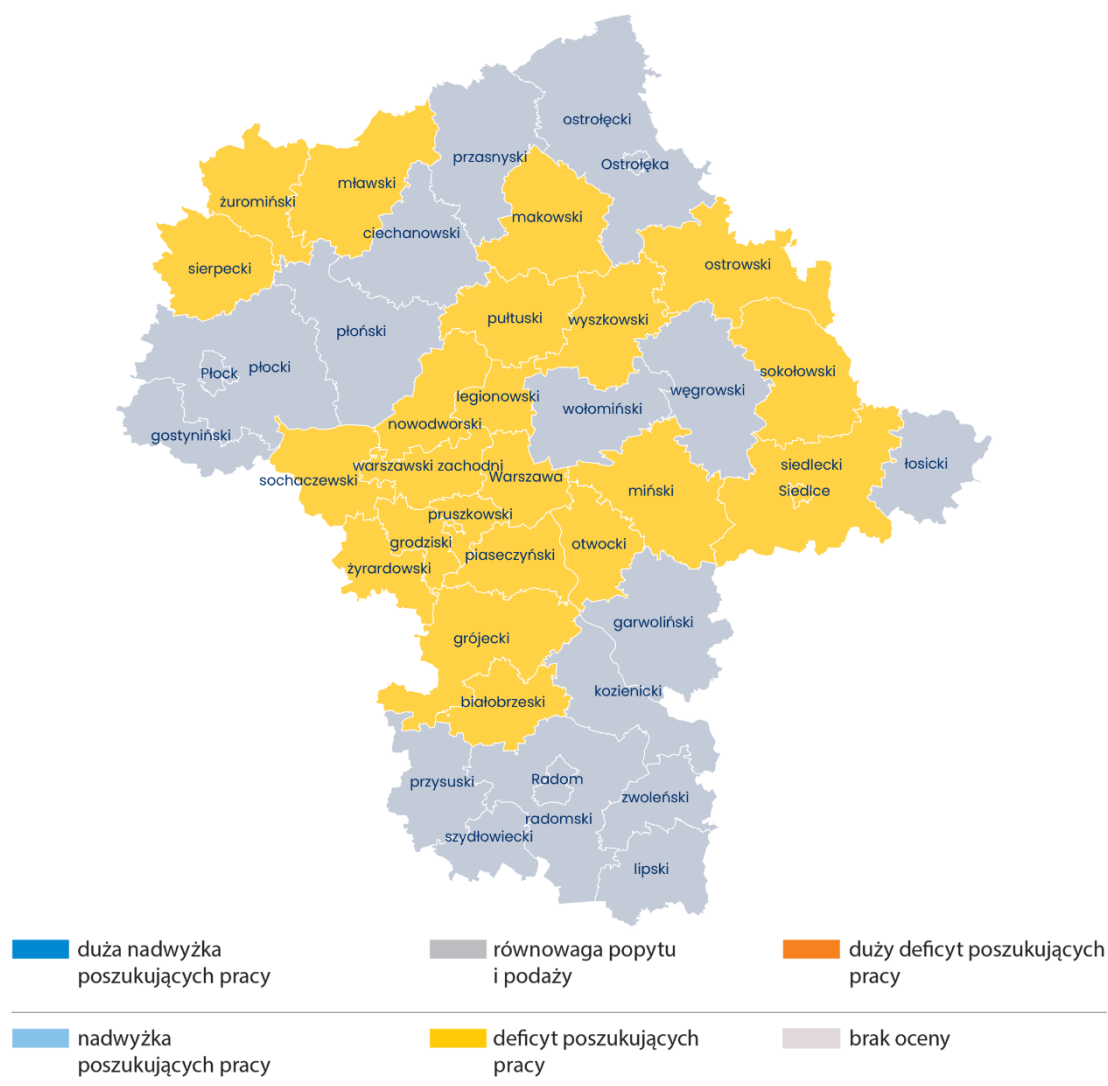 ostrołęcki
przasnyski
Ostrołęka
mławski
żuromiński
makowski
ciechanowski
sierpecki
ostrowski
pułtuski
wyszkowski
płoński
płocki
Płock
sokołowski
węgrowski
legionowski
wołomiński
nowodworski
gostyniński
warszawski zachodni
siedlecki
łosicki
sochaczewski
Warszawa
miński
Siedlce
pruszkowski
grodziski
otwocki
piaseczyński
żyrardowski
garwoliński
grójecki
kozienicki
białobrzeski
przysuski
Radom
zwoleński
radomski
szydłowiecki
lipski
duża nadwyżka
poszukujących pracy
równowaga popytu
i podaży
duży deficyt poszukujących
pracy
nadwyżka
poszukujących pracy
deficyt poszukujących
pracy
brak oceny